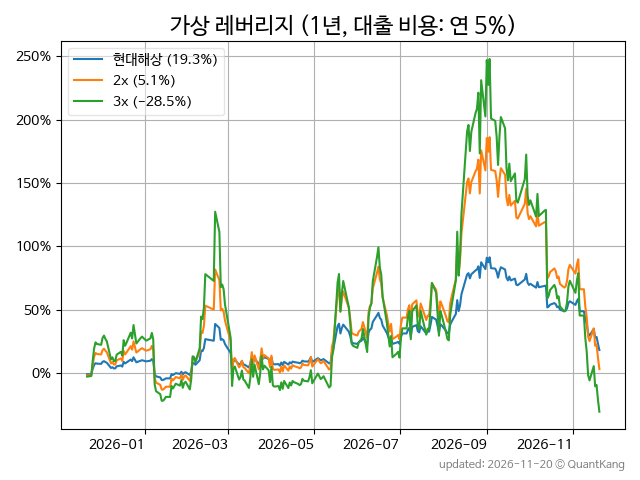 가상 레버리지 (1년, 대출 비용: 연 5%)
현대해상 (19.3%)
2x (5.1%)
3x (−28.5%)
250%
200%
150%
100%
50%
0%
2026-01
2026-03
2026-05
2026-07
2026-09
2026-11
updated: 2026-11-20 © QuantKang